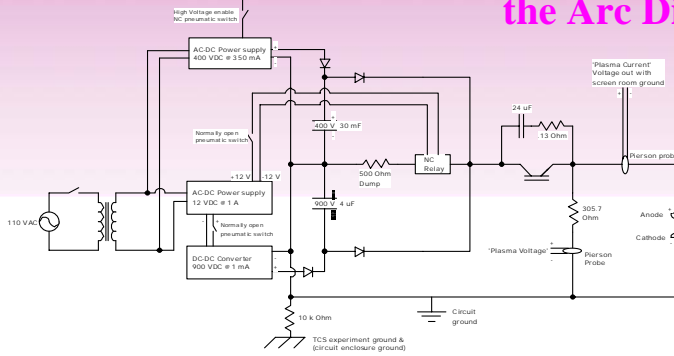 the Arc Dr
High Voltage enable
NC pneumatic switch
AC-DC Power supply
400 VDC @ 350 mA
+
-
'Plasma Current'
Voltage out with
screen room ground
+ -
24 uF
.13 Ohm
Normally open
pneumatic switch
+
400 V 30 mF
-
Pierson prob
NC
Relay
500 Ohm
Dump
+12 V -12 V
AC-DC Power supply
12 VDC @ 1 A
900 V 4 uF
110 VAC
- +
Normally open
pneumatic switch
305.7
Ohm
Anode
Cathode
DC-DC Converter
900 VDC @ 1 mA
-
+
'Plasma Voltage'
+
-
Pierson
Probe
10 k Ohm
Circuit
ground
TCS experiment ground &
(circuit enclosure ground)